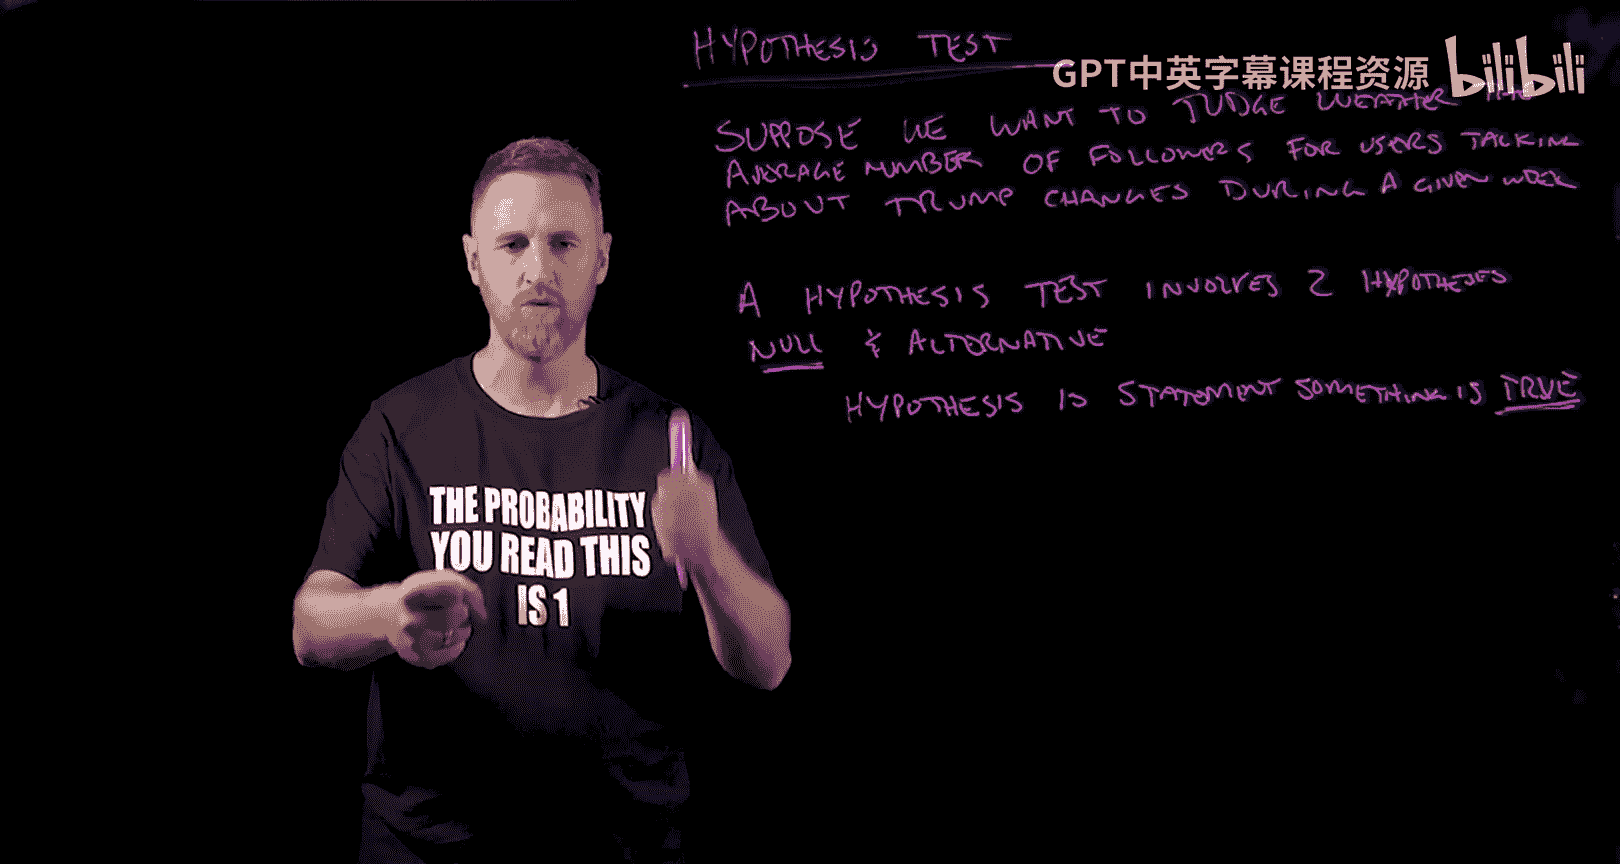 HYPOTHESIS TEST
GPT中英字幕课程资源 bilibili
SUPPOSE WE WANT TO JUDGE WEATHER THE
AVERAGE NUMBER OF FOLLOWERS FOR USERS TALKING
ABOUT TRUMP CHANGES DURING A GIVEN WEEK
A HYPOTHESIS TEST INVOLVES 2 HYPOTHESES
NULL & ALTERNATIVE
HYPOTHESIS IS STATEMENT SOMETHING IS TRUE
THE PROBABILITY
YOU READ THIS
IS 1